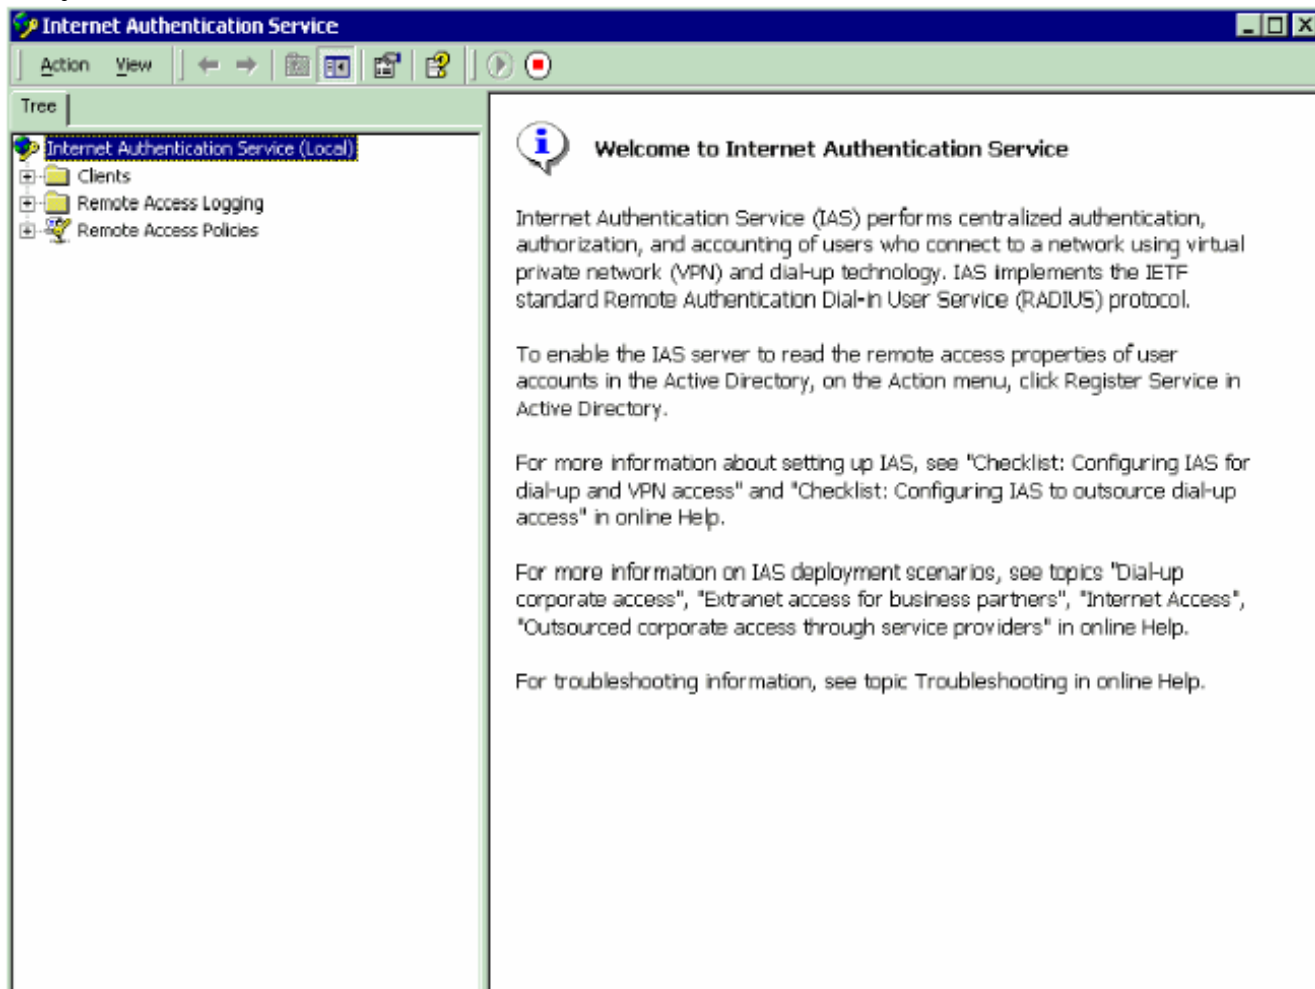 Internet Authentication Service
Action View
Tree
Internet Authentication Service (Local)
Clients
Remote Access Logging
Remote Access Policies
Welcome to Internet Authentication Service
Internet Authentication Service (IAS) performs centralized authentication,
authorization, and accounting of users who connect to a network using virtual
private network (VPN) and dial-up technology. IAS implements the IETF
standard Remote Authentication Dial-in User Service (RADIUS) protocol.
To enable the IAS server to read the remote access properties of user
accounts in the Active Directory, on the Action menu, click Register Service in
Active Directory.
For more information about setting up IAS, see "Checklist: Configuring IAS for
dial-up and VPN access" and "Checklist: Configuring IAS to outsource dial-up
access" in online Help.
For more information on IAS deployment scenarios, see topics "Dial-up
corporate access", "Extranet access for business partners", "Internet Access",
"Outsourced corporate access through service providers" in online Help.
For troubleshooting information, see topic Troubleshooting in online Help.